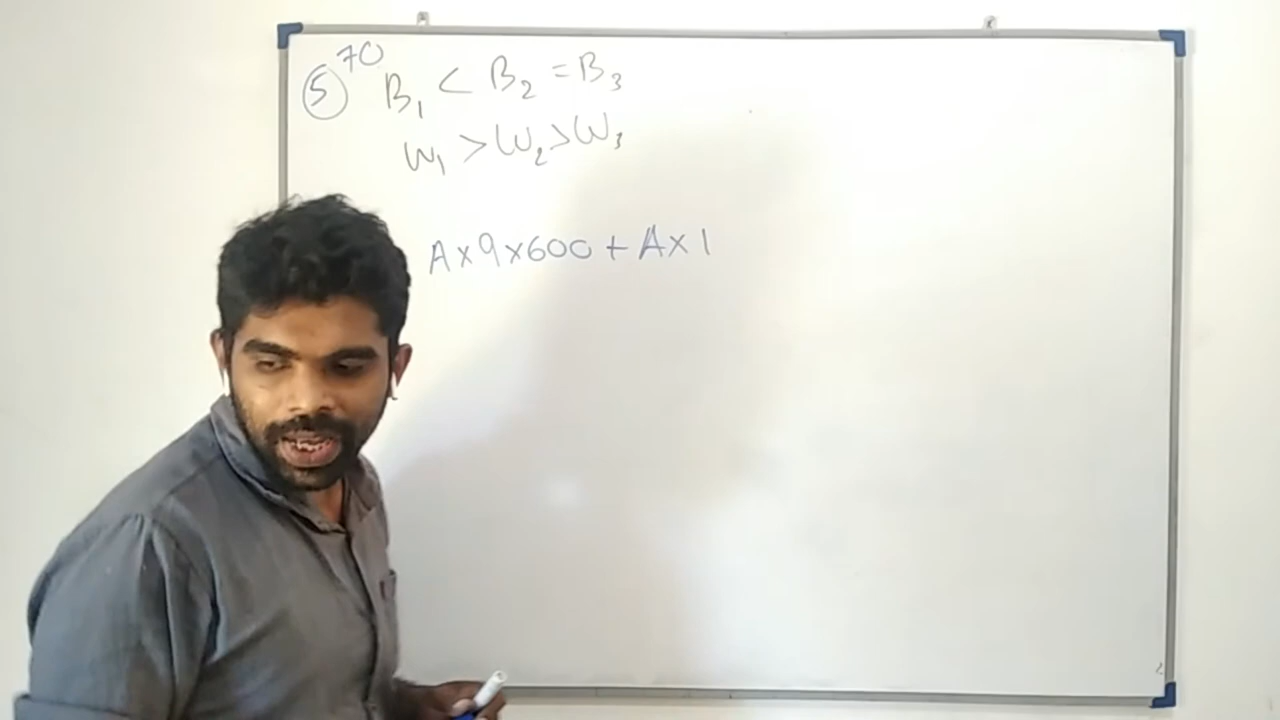 70
⑤ B₁ < B₂ = B₃
W₁ > W₂ > W₃
A×9×600 + A×1